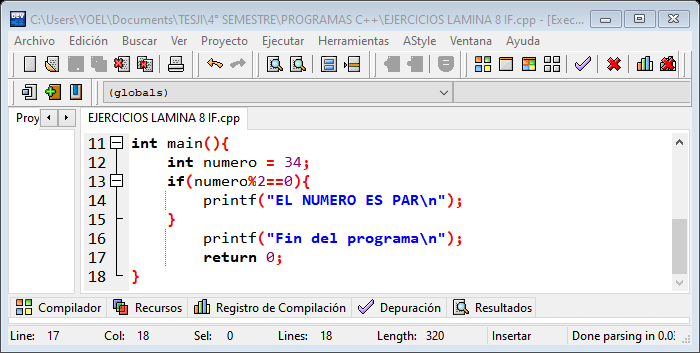 C:\Users\YOEL\Documents\TESJI\4° SEMESTRE\PROGRAMAS C++\EJERCICIOS LAMINA 8 IF.cpp - [Exec...
Archivo Edición Buscar Ver Proyecto Ejecutar Herramientas AStyle Ventana Ayuda
(globals)
Proy EJERCICIOS LAMINA 8 IF.cpp
11 int main(){
12 int numero = 34;
13 if(numero%2==0){
14 printf("EL NUMERO ES PAR\n");
15 }
16 printf("Fin del programa\n");
17 return 0;
18 }
Compilador Recursos Registro de Compilación Depuración Resultados
Line: 17 Col: 18 Sel: 0 Lines: 18 Length: 320 Insertar Done parsing in 0.03